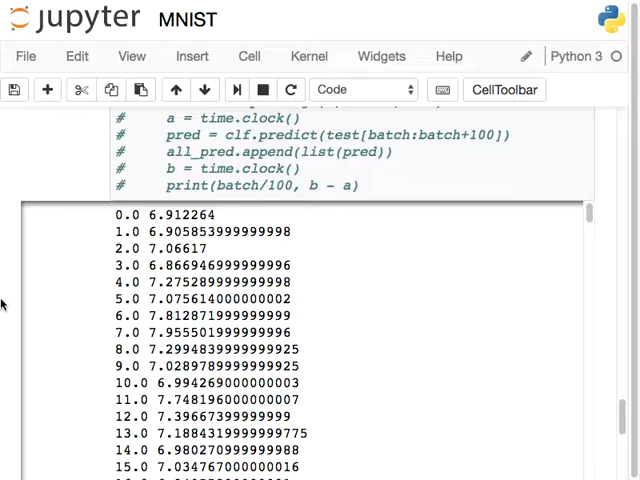 jupyter MNIST
File Edit View Insert Cell Kernel Widgets Help Python 3
Code CellToolbar
# a = time.clock()
# pred = clf.predict(test[batch:batch+100])
# all_pred.append(list(pred))
# b = time.clock()
# print(batch/100, b - a)
0.0 6.912264
1.0 6.905853999999998
2.0 7.06617
3.0 6.866946999999996
4.0 7.275289999999998
5.0 7.075614000000002
6.0 7.812871999999999
7.0 7.955501999999996
8.0 7.2994839999999925
9.0 7.0289789999999925
10.0 6.994269000000003
11.0 7.748196000000007
12.0 7.39667399999999
13.0 7.1884319999999775
14.0 6.980270999999988
15.0 7.034767000000016